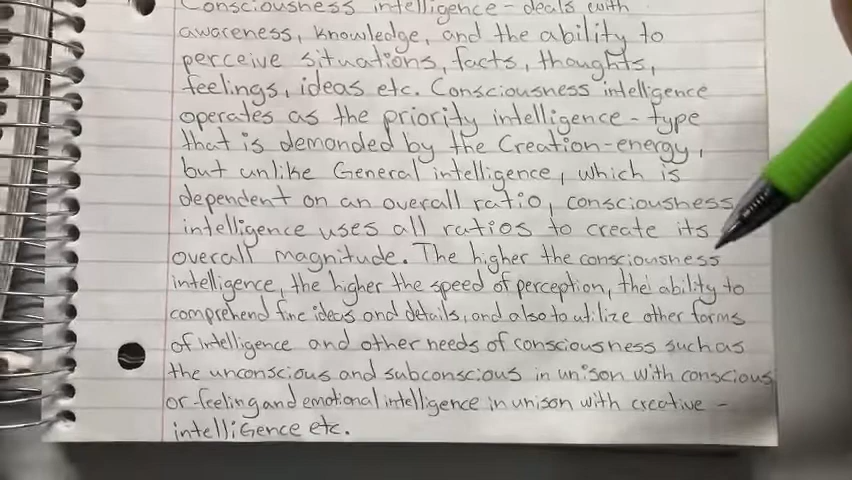 Consciousness intelligence - deals with
awareness, knowledge, and the ability to
perceive situations, facts, thoughts,
feelings, ideas etc. Consciousness intelligence
operates as the priority intelligence - type
that is demanded by the Creation-energy,
but unlike General intelligence, which is
dependent on an overall ratio, consciousness
intelligence uses all ratios to create its
overall magnitude. The higher the consciousness
intelligence, the higher the speed of perception, the ability to
comprehend fine ideas and details, and also to utilize other forms
of intelligence and other needs of consciousness such as
the unconscious and subconscious in unison with conscious
or feeling and emotional intelligence in unison with creative -
intelliGence etc.